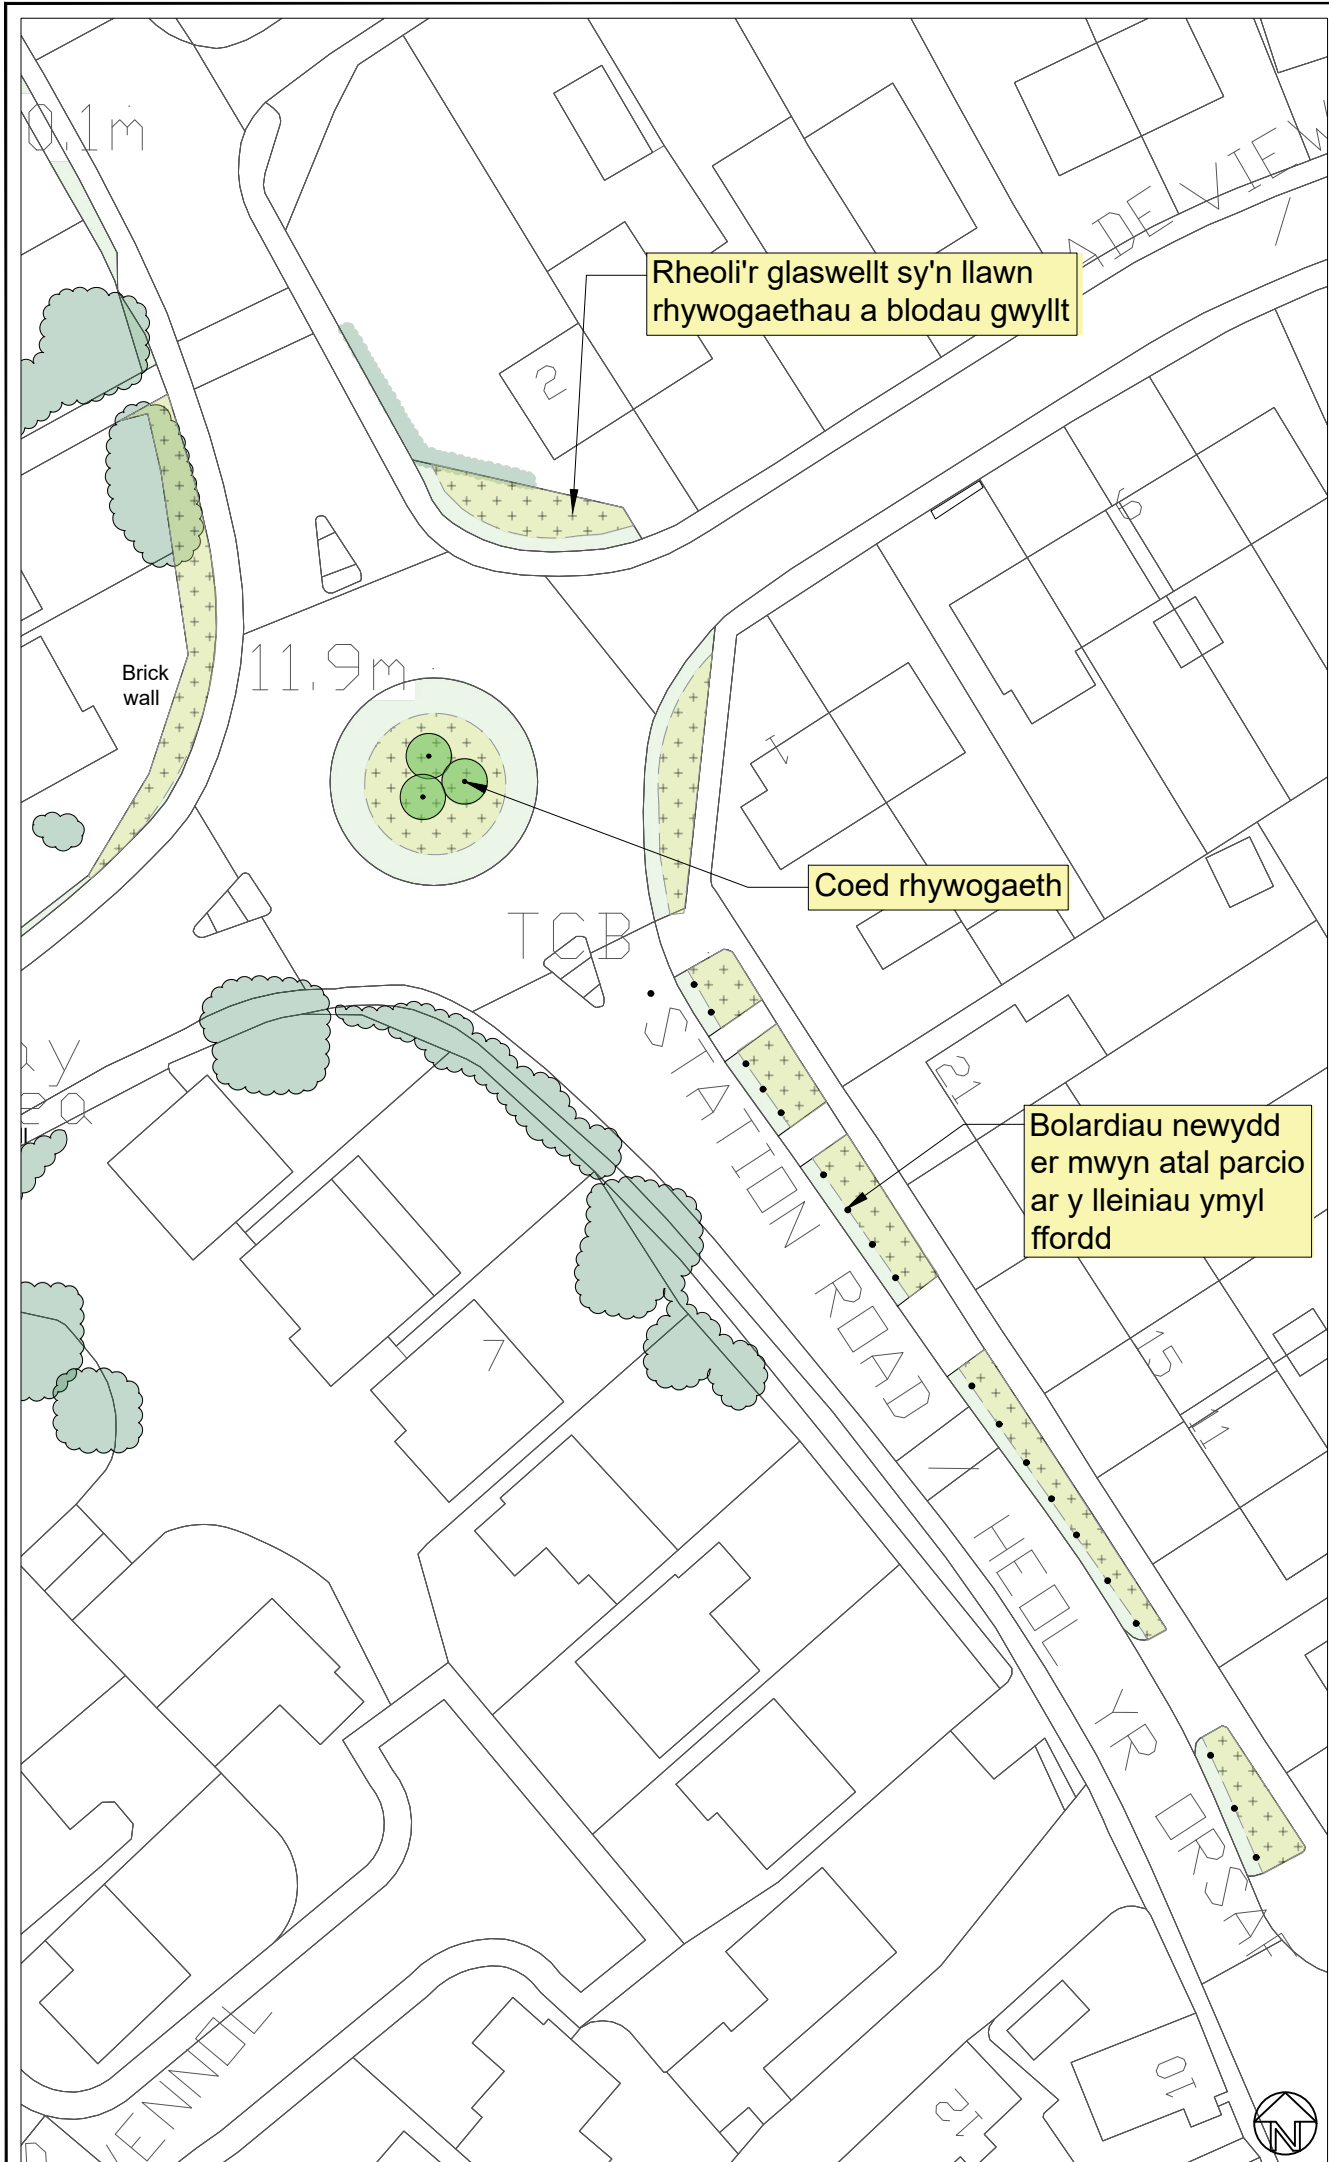 0.1m
ADELVIEW
/
Rheoli'r glaswellt sy'n llawn
rhywogaethau a blodau gwyllt
2
9
Brick
wall
11.9m
1
Coed rhywogaeth
TCB
21
Bolardiau newydd
er mwyn atal parcio
ar y lleiniau ymyl
ffordd
STATION ROAD / HEOL YR ORSAF
7
15
11
10
12
N